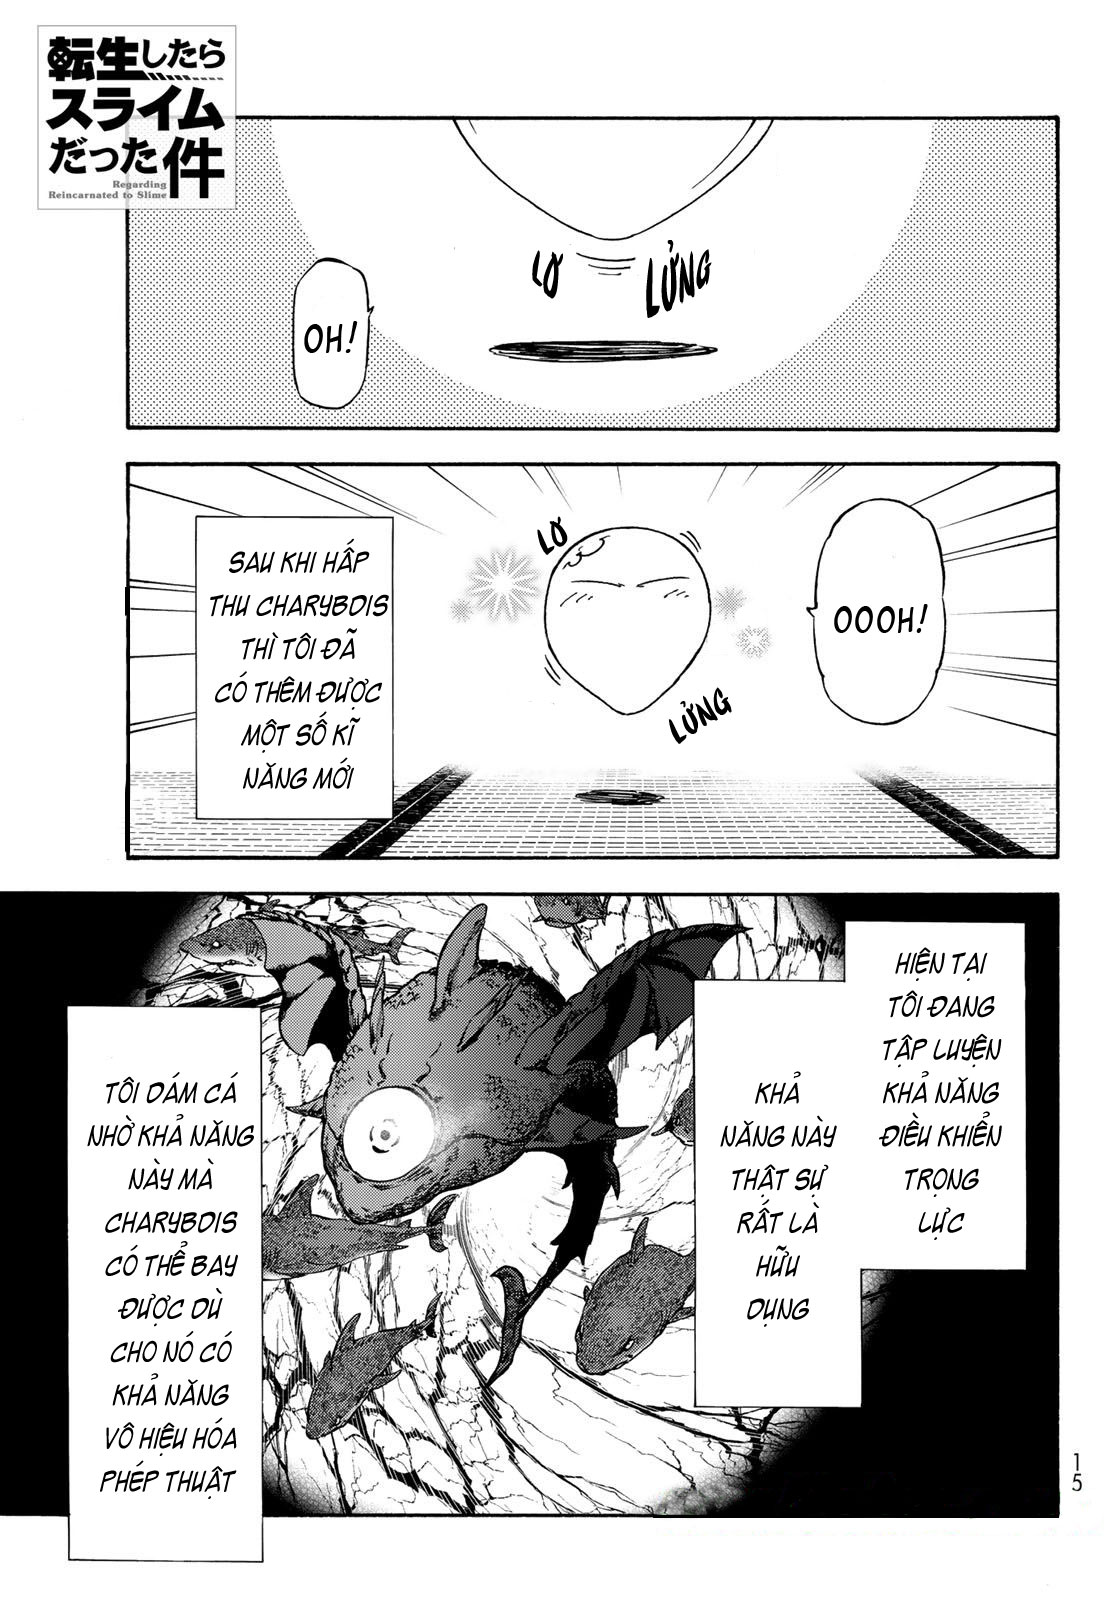 転生したら
スライム
だった件
Regarding
Reincarnated to Slime
LƠ
LỬNG
OH!
OOOH!
LƠ
LỬNG
SAU KHI HẤP
THU CHARYBDIS
THÌ TÔI ĐÃ
CÓ THÊM ĐƯỢC
MỘT SỐ KĨ
NĂNG MỚI
HIỆN TẠI
TÔI ĐANG
TẬP LUYỆN
KHẢ NĂNG
ĐIỀU KHIỂN
TRỌNG
LỰC
KHẢ
NĂNG NÀY
THẬT SỰ
RẤT LÀ
HỮU
DỤNG
TÔI DÁM CÁ
NHỜ KHẢ NĂNG
NÀY MÀ
CHARYBDIS
CÓ THỂ BAY
ĐƯỢC DÙ
CHO NÓ CÓ
KHẢ NĂNG
VÔ HIỆU HÓA
PHÉP THUẬT
15